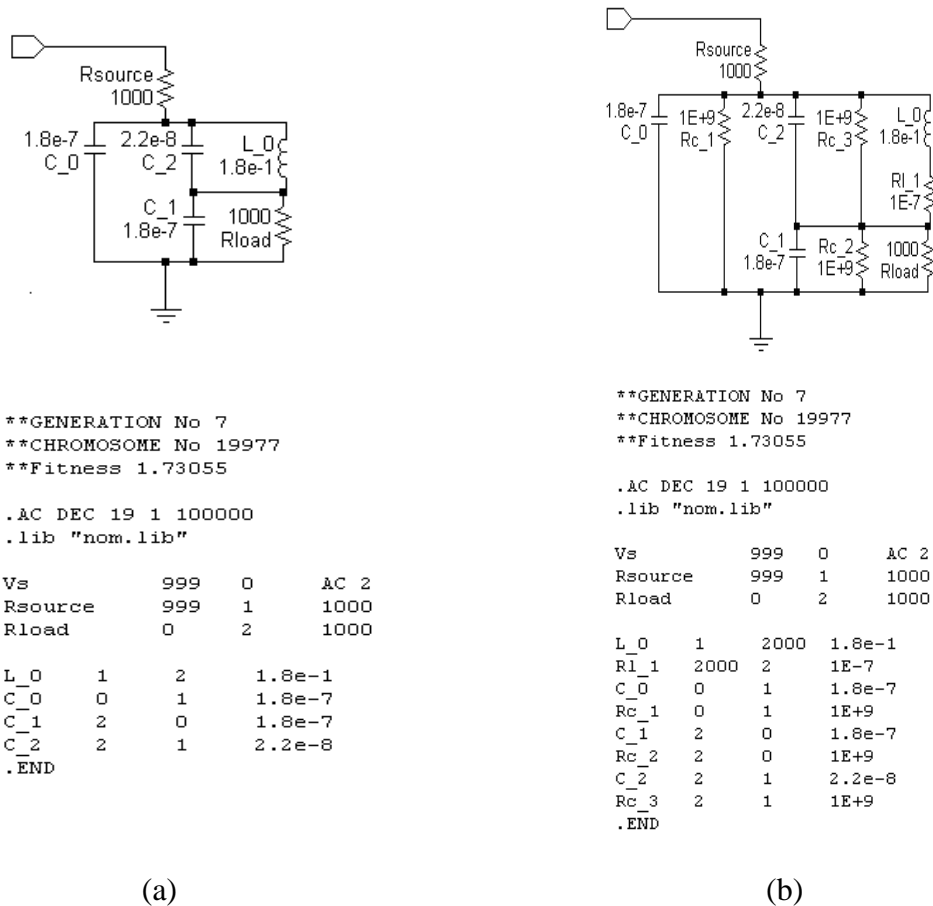 Rsource
1000
1.8e-7
C_0
2.2e-8
C_2
L_0
1.8e-1
C_1
1.8e-7
1000
Rload
**GENERATION No 7
**CHROMOSOME No 19977
**Fitness 1.73055
.AC DEC 19 1 100000
.lib "nom.lib"
Vs 999 0 AC 2
Rsource 999 1 1000
Rload 0 2 1000
L_0 1 2 1.8e-1
C_0 0 1 1.8e-7
C_1 2 0 1.8e-7
C_2 2 1 2.2e-8
.END
(a)
Rsource
1000
1.8e-7
C_0
1E+9
Rc_1
2.2e-8
C_2
1E+9
Rc_3
L_0
1.8e-1
Rl_1
1E-7
C_1
1.8e-7
Rc_2
1E+9
1000
Rload
**GENERATION No 7
**CHROMOSOME No 19977
**Fitness 1.73055
.AC DEC 19 1 100000
.lib "nom.lib"
Vs 999 0 AC 2
Rsource 999 1 1000
Rload 0 2 1000
L_0 1 2000 1.8e-1
Rl_1 2000 2 1E-7
C_0 0 1 1.8e-7
Rc_1 0 1 1E+9
C_1 2 0 1.8e-7
Rc_2 2 0 1E+9
C_2 2 1 2.2e-8
Rc_3 2 1 1E+9
.END
(b)